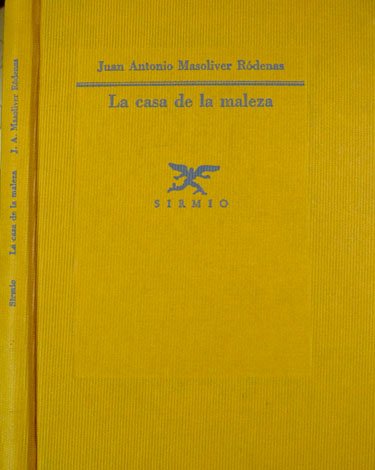 Juan Antonio Masoliver Ródenas
La casa de la maleza
SIRMIO
Sirmio La casa de la maleza J. A. Masoliver Ródenas